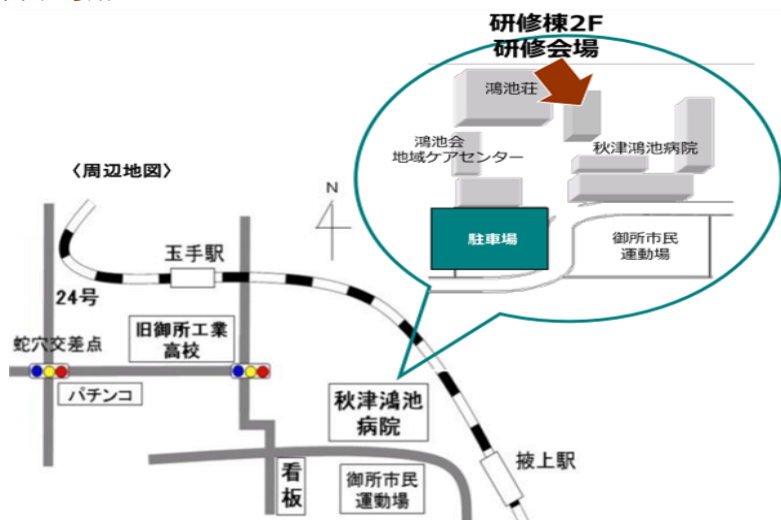 研修棟2F
研修会場
鴻池荘
鴻池会
地域ケアセンター
秋津鴻池病院
駐車場
御所市民
運動場
〈周辺地図〉
N
玉手駅
24号
蛇穴交差点
旧御所工業
高校
パチンコ
秋津鴻池
病院
掖上駅
看板
御所市民
運動場